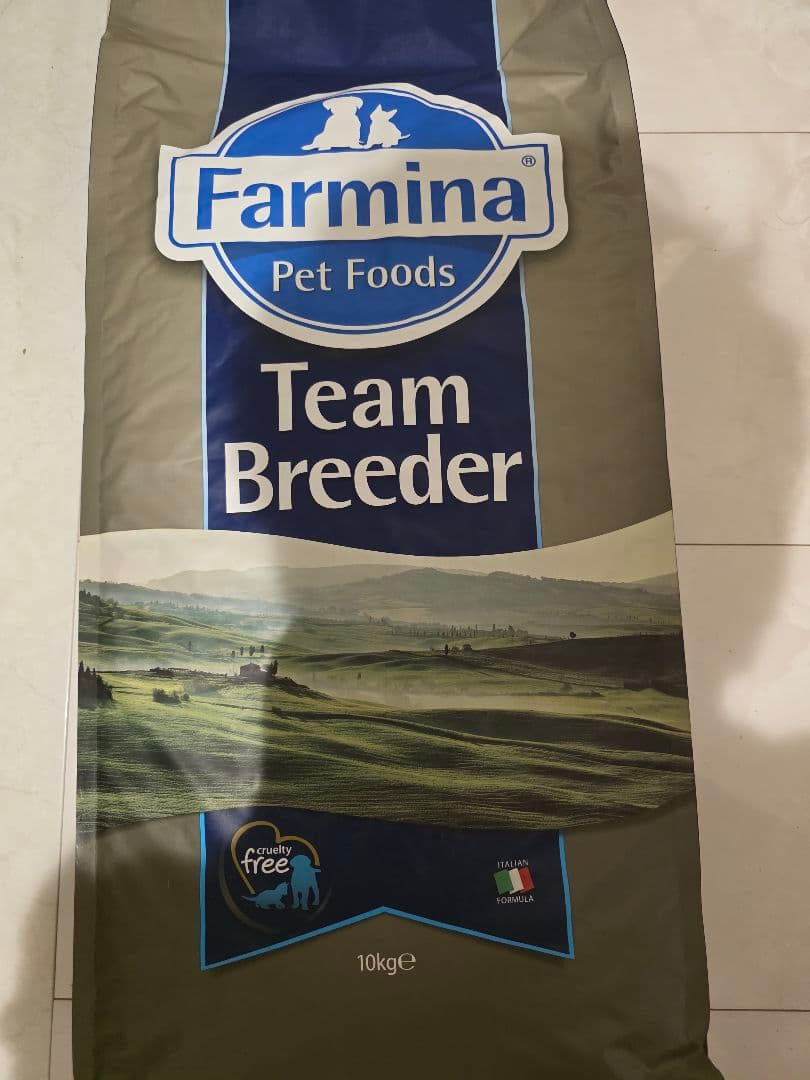 Farmina®
Pet Foods
Team
Breeder
cruelty
free
ITALIAN
FORMULA
10kg℮